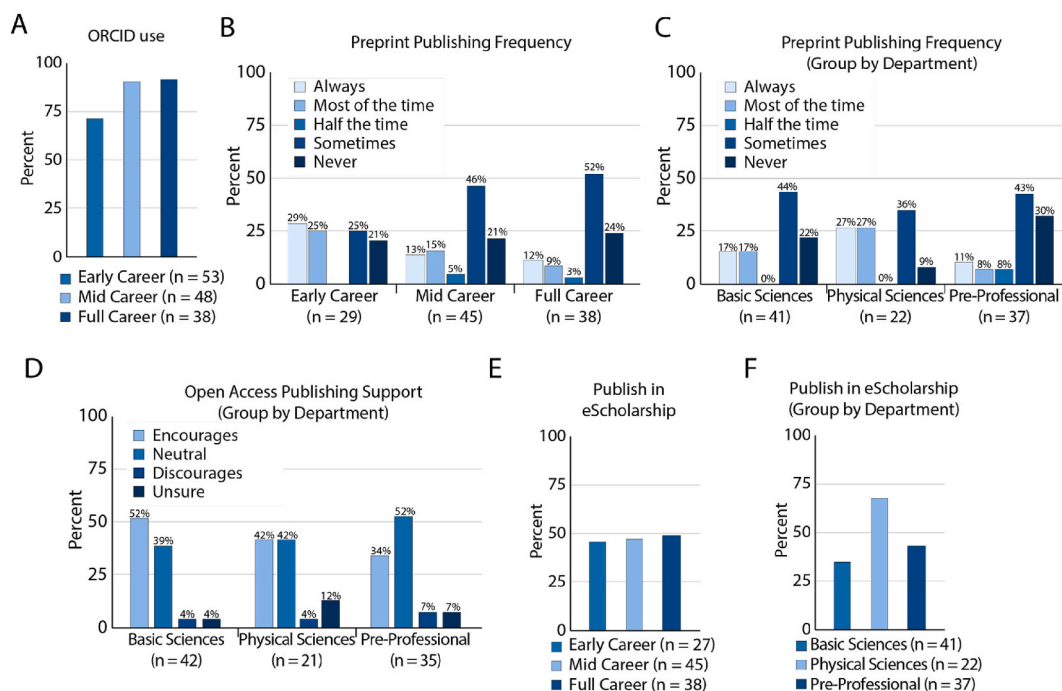 A
ORCID use
100
75
50
25
0
Percent
Early Career (n = 53)
Mid Career (n = 48)
Full Career (n = 38)
B
Preprint Publishing Frequency
100
75
50
25
0
Percent
Always
Most of the time
Half the time
Sometimes
Never
29%
25%
25%
21%
13%
15%
5%
46%
21%
12%
9%
3%
52%
24%
Early Career
Mid Career
Full Career
(n = 29)
(n = 45)
(n = 38)
C
Preprint Publishing Frequency
(Group by Department)
100
75
50
25
0
Percent
Always
Most of the time
Half the time
Sometimes
Never
17%
17%
0%
44%
22%
27%
27%
0%
36%
9%
11%
8%
8%
43%
30%
Basic Sciences
Physical Sciences
Pre-Professional
(n = 41)
(n = 22)
(n = 37)
D
Open Access Publishing Support
(Group by Department)
100
75
50
25
0
Percent
Encourages
Neutral
Discourages
Unsure
52%
39%
4%
4%
42%
42%
4%
12%
34%
52%
7%
7%
Basic Sciences
Physical Sciences
Pre-Professional
(n = 42)
(n = 21)
(n = 35)
E
Publish in
eScholarship
100
75
50
25
0
Percent
Early Career (n = 27)
Mid Career (n = 45)
Full Career (n = 38)
F
Publish in eScholarship
(Group by Department)
100
75
50
25
0
Percent
Basic Sciences (n = 41)
Physical Sciences (n = 22)
Pre-Professional (n = 37)